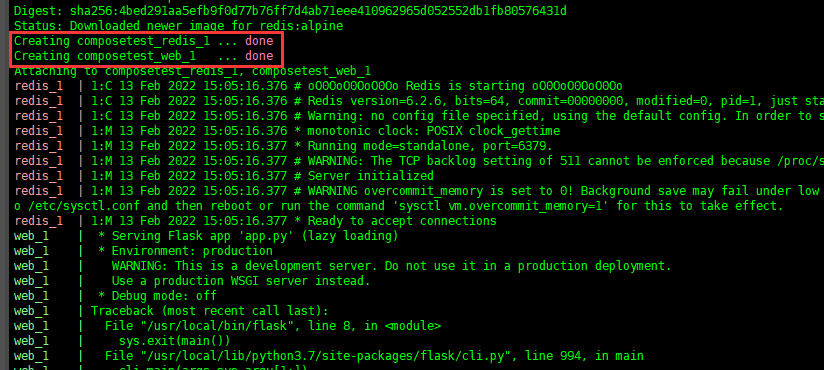 Digest: sha256:4bed291aa5efb9f0d77b76ff7d4ab71eee410962965d052552db1fb80576431d
Status: Downloaded newer image for redis:alpine
Creating composetest_redis_1 ... done
Creating composetest_web_1   ... done
Attaching to composetest_redis_1, composetest_web_1
redis_1  | 1:C 13 Feb 2022 15:05:16.376 # oO0OoO0OoO0Oo Redis is starting oO0OoO0OoO0Oo
redis_1  | 1:C 13 Feb 2022 15:05:16.376 # Redis version=6.2.6, bits=64, commit=00000000, modified=0, pid=1, just sta
redis_1  | 1:C 13 Feb 2022 15:05:16.376 # Warning: no config file specified, using the default config. In order to s
redis_1  | 1:M 13 Feb 2022 15:05:16.376 * monotonic clock: POSIX clock_gettime
redis_1  | 1:M 13 Feb 2022 15:05:16.377 * Running mode=standalone, port=6379.
redis_1  | 1:M 13 Feb 2022 15:05:16.377 # WARNING: The TCP backlog setting of 511 cannot be enforced because /proc/s
redis_1  | 1:M 13 Feb 2022 15:05:16.377 # Server initialized
redis_1  | 1:M 13 Feb 2022 15:05:16.377 # WARNING overcommit_memory is set to 0! Background save may fail under low
o /etc/sysctl.conf and then reboot or run the command 'sysctl vm.overcommit_memory=1' for this to take effect.
redis_1  | 1:M 13 Feb 2022 15:05:16.377 * Ready to accept connections
web_1    |  * Serving Flask app 'app.py' (lazy loading)
web_1    |  * Environment: production
web_1    |    WARNING: This is a development server. Do not use it in a production deployment.
web_1    |    Use a production WSGI server instead.
web_1    |  * Debug mode: off
web_1    | Traceback (most recent call last):
web_1    |   File "/usr/local/bin/flask", line 8, in <module>
web_1    |     sys.exit(main())
web_1    |   File "/usr/local/lib/python3.7/site-packages/flask/cli.py", line 994, in main
web_1    |     cli.main(args=sys.argv[1:])